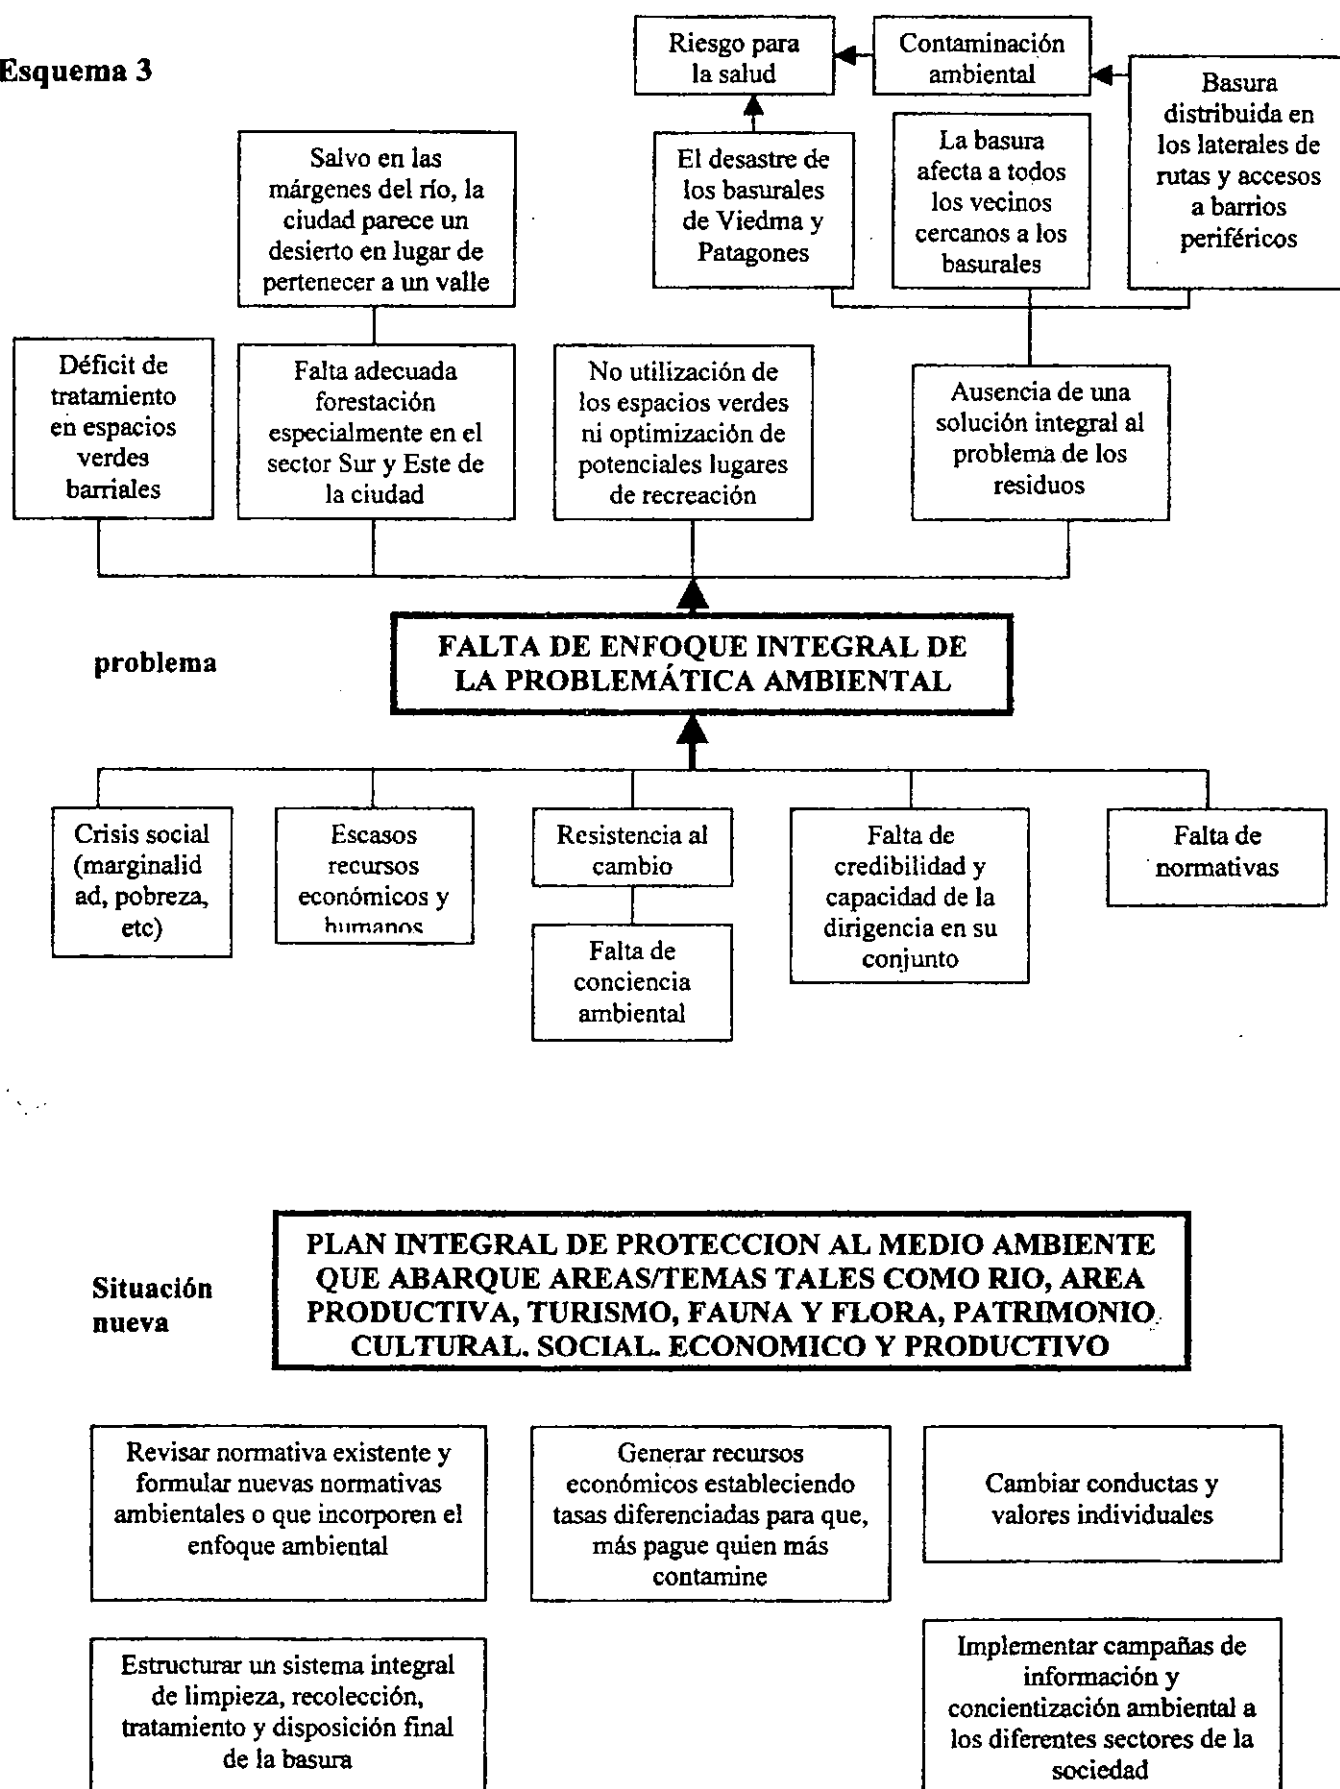 Esquema 3
Riesgo para
la salud
Contaminación
ambiental
Basura
distribuida en
los laterales de
rutas y accesos
a barrios
periféricos
Salvo en las
márgenes del río, la
ciudad parece un
desierto en lugar de
pertenecer a un valle
El desastre de
los basurales
de Viedma y
Patagones
La basura
afecta a todos
los vecinos
cercanos a los
basurales
Déficit de
tratamiento
en espacios
verdes
barriales
Falta adecuada
forestación
especialmente en el
sector Sur y Este de
la ciudad
No utilización de
los espacios verdes
ni optimización de
potenciales lugares
de recreación
Ausencia de una
solución integral al
problema de los
residuos
problema
FALTA DE ENFOQUE INTEGRAL DE
LA PROBLEMÁTICA AMBIENTAL
Crisis social
(marginalid
ad, pobreza,
etc)
Escasos
recursos
económicos y
humanos
Resistencia al
cambio
Falta de
conciencia
ambiental
Falta de
credibilidad y
capacidad de la
dirigencia en su
conjunto
Falta de
normativas
Situación
nueva
PLAN INTEGRAL DE PROTECCION AL MEDIO AMBIENTE
QUE ABARQUE AREAS/TEMAS TALES COMO RIO, AREA
PRODUCTIVA, TURISMO, FAUNA Y FLORA, PATRIMONIO
CULTURAL. SOCIAL. ECONOMICO Y PRODUCTIVO
Revisar normativa existente y
formular nuevas normativas
ambientales o que incorporen el
enfoque ambiental
Generar recursos
económicos estableciendo
tasas diferenciadas para que,
más pague quien más
contamine
Cambiar conductas y
valores individuales
Estructurar un sistema integral
de limpieza, recolección,
tratamiento y disposición final
de la basura
Implementar campañas de
información y
concientización ambiental a
los diferentes sectores de la
sociedad